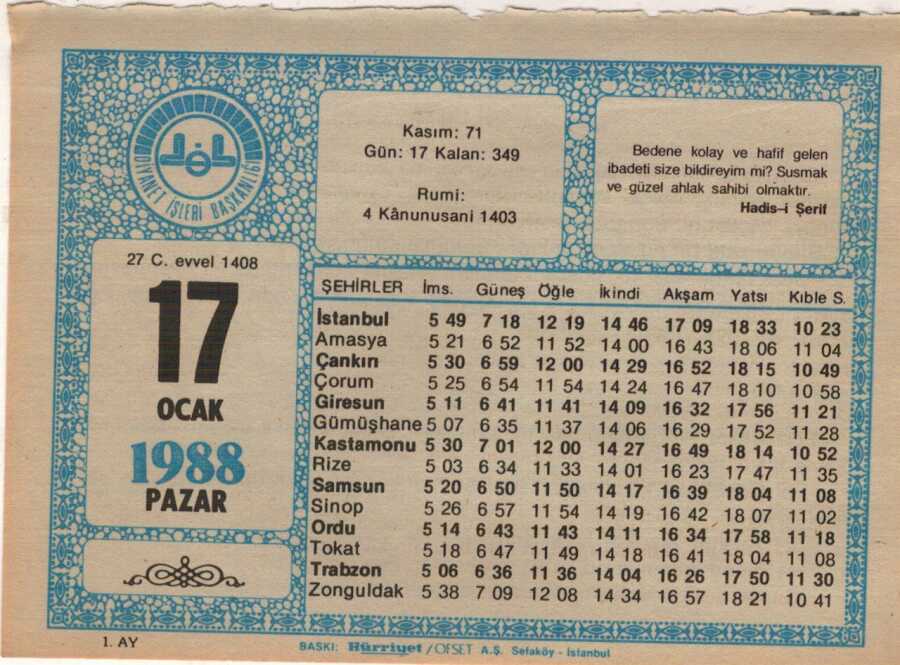 DİYANET İŞLERİ BAŞKANLIĞI
Kasım: 71
Gün: 17 Kalan: 349
Rumi:
4 Kânunusani 1403
Bedene kolay ve hafif gelen
ibadeti size bildireyim mi? Susmak
ve güzel ahlak sahibi olmaktır.
Hadis-i Şerif
27 C. evvel 1408
17
OCAK
1988
PAZAR
ŞEHİRLER İms. Güneş Öğle İkindi Akşam Yatsı Kıble S.
İstanbul 5 49 7 18 12 19 14 46 17 09 18 33 10 23
Amasya 5 21 6 52 11 52 14 00 16 43 18 06 11 04
Çankırı 5 30 6 59 12 00 14 29 16 52 18 15 10 49
Çorum 5 25 6 54 11 54 14 24 16 47 18 10 10 58
Giresun 5 11 6 41 11 41 14 09 16 32 17 56 11 21
Gümüşhane 5 07 6 35 11 37 14 06 16 29 17 52 11 28
Kastamonu 5 30 7 01 12 00 14 27 16 49 18 14 10 52
Rize 5 03 6 34 11 33 14 01 16 23 17 47 11 35
Samsun 5 20 6 50 11 50 14 17 16 39 18 04 11 08
Sinop 5 26 6 57 11 54 14 19 16 42 18 07 11 02
Ordu 5 14 6 43 11 43 14 11 16 34 17 58 11 18
Tokat 5 18 6 47 11 49 14 18 16 41 18 04 11 08
Trabzon 5 06 6 36 11 36 14 04 16 26 17 50 11 30
Zonguldak 5 38 7 09 12 08 14 34 16 57 18 21 10 41
1. AY
BASKI: Hürriyet / OFSET A.Ş. Sefaköy - İstanbul